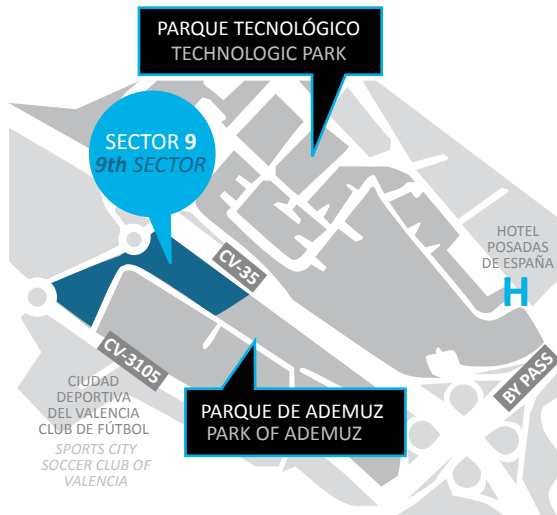 PARQUE TECNOLÓGICO
TECHNOLOGIC PARK
SECTOR 9
9th SECTOR
HOTEL
POSADAS
DE ESPAÑA
H
CV-35
CV-3105
BY PASS
CIUDAD
DEPORTIVA
DEL VALENCIA
CLUB DE FÚTBOL
SPORTS CITY
SOCCER CLUB OF
VALENCIA
PARQUE DE ADEMUZ
PARK OF ADEMUZ